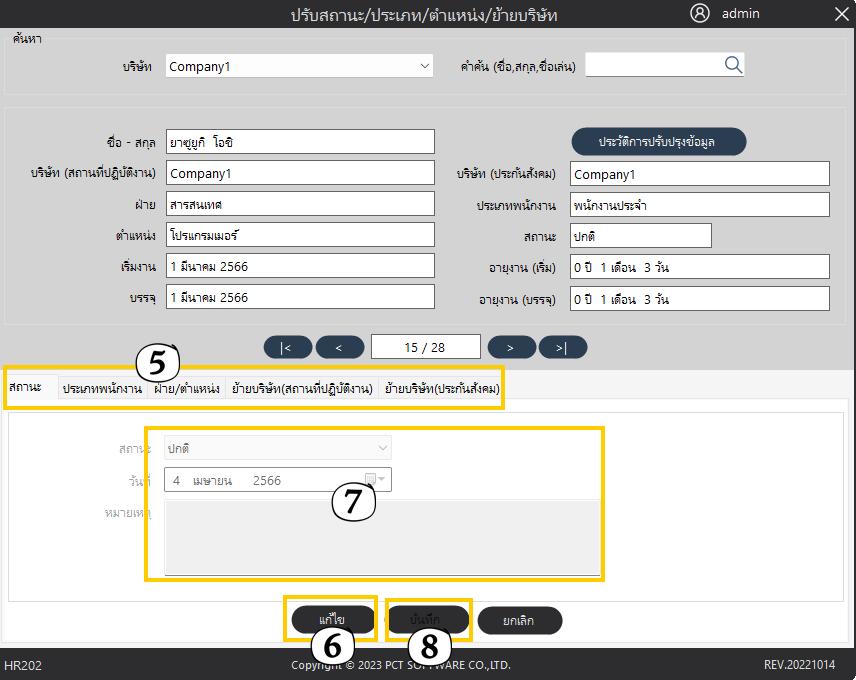 ปรับสถานะ/ประเภท/ตำแหน่ง/ย้ายบริษัท
admin
ค้นหา
บริษัท Company1 คำค้น (ชื่อ,สกุล,ชื่อเล่น)
ชื่อ - สกุล ยาซูยูกิ โอชิ ประวัติการปรับปรุงข้อมูล
บริษัท (สถานที่ปฏิบัติงาน) Company1 บริษัท (ประกันสังคม) Company1
ฝ่าย สารสนเทศ ประเภทพนักงาน พนักงานประจำ
ตำแหน่ง โปรแกรมเมอร์ สถานะ ปกติ
เริ่มงาน 1 มีนาคม 2566 อายุงาน (เริ่ม) 0 ปี 1 เดือน 3 วัน
บรรจุ 1 มีนาคม 2566 อายุงาน (บรรจุ) 0 ปี 1 เดือน 3 วัน
|< < 15 / 28 > >|
5
สถานะ ประเภทพนักงาน ฝ่าย/ตำแหน่ง ย้ายบริษัท(สถานที่ปฏิบัติงาน) ย้ายบริษัท(ประกันสังคม)
สถานะ ปกติ
วันที่ 4 เมษายน 2566
7
หมายเหตุ
แก้ไข บันทึก ยกเลิก
6 8
HR202 Copyright © 2023 PCT SOFTWARE CO.,LTD. REV.20221014